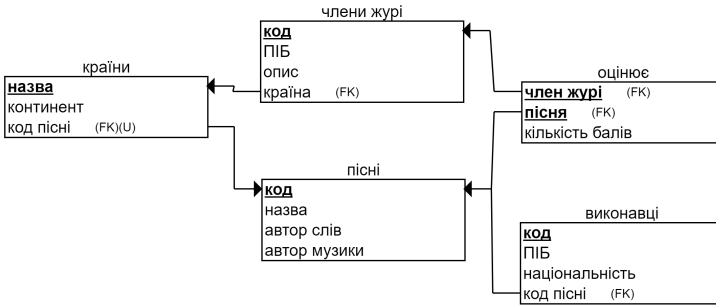 члени журі
код
ПІБ
опис
країна (FK)
країни
назва
континент
код пісні (FK)(U)
оцінює
член журі (FK)
пісня (FK)
кількість балів
пісні
код
назва
автор слів
автор музики
виконавці
код
ПІБ
національність
код пісні (FK)